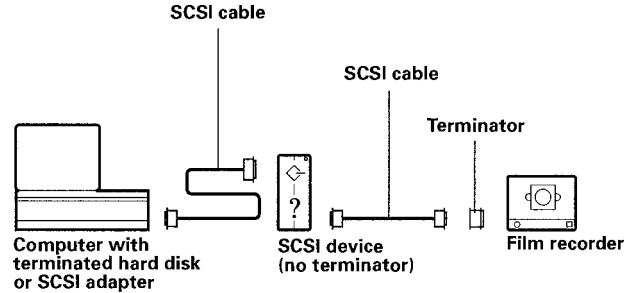 SCSI cable
SCSI cable
Terminator
?
Computer with
terminated hard disk
or SCSI adapter
SCSI device
(no terminator)
Film recorder